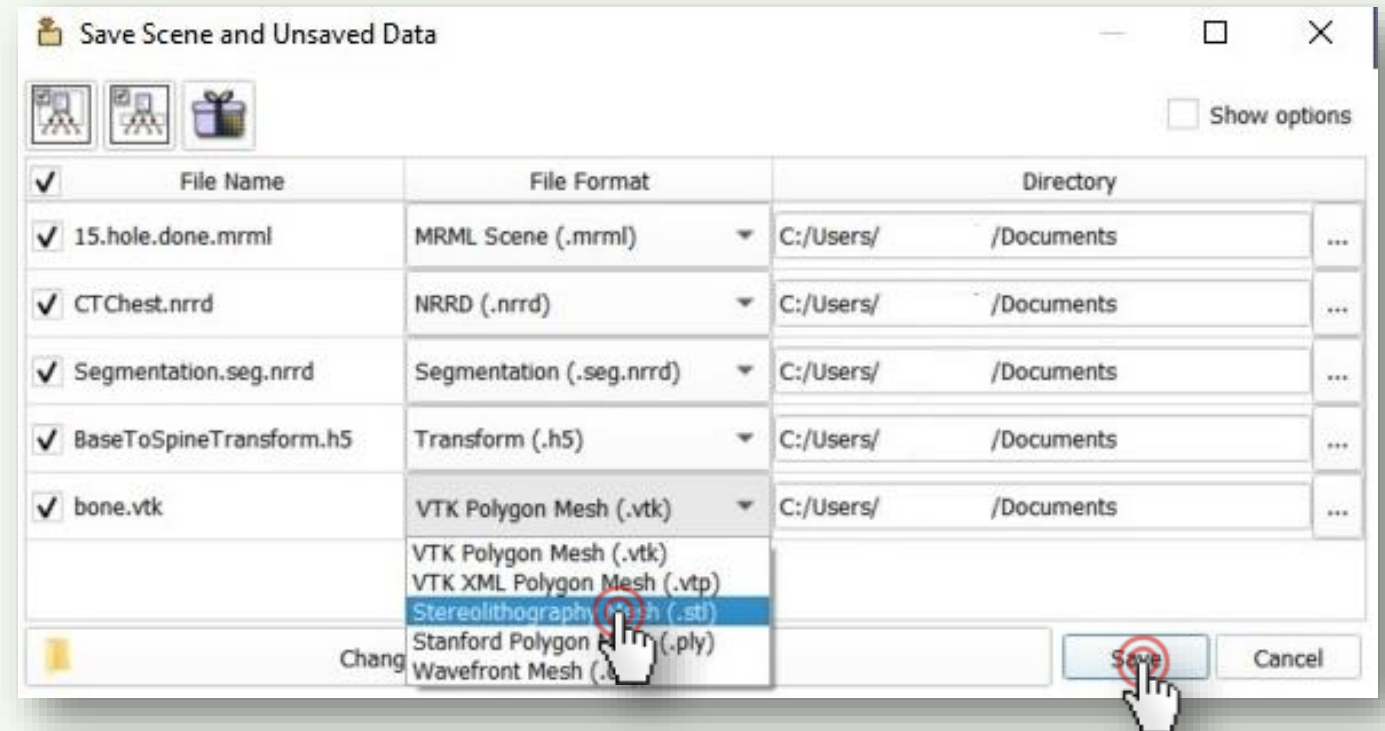 Save Scene and Unsaved Data
Show options
File Name File Format Directory
15.hole.done.mrml MRML Scene (.mrml) C:/Users/ /Documents ...
CTChest.nrrd NRRD (.nrrd) C:/Users/ /Documents ...
Segmentation.seg.nrrd Segmentation (.seg.nrrd) C:/Users/ /Documents ...
BaseToSpineTransform.h5 Transform (.h5) C:/Users/ /Documents ...
bone.vtk VTK Polygon Mesh (.vtk) C:/Users/ /Documents ...
VTK Polygon Mesh (.vtk)
VTK XML Polygon Mesh (.vtp)
Stereolithography Mesh (.stl)
Stanford Polygon (.ply)
Wavefront Mesh
Chang Save Cancel